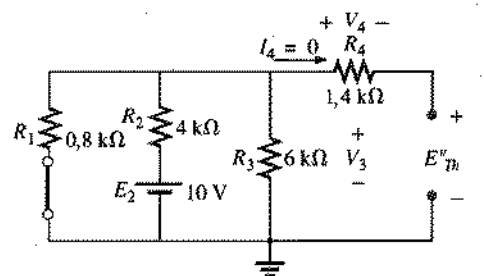 + V₄ −
I₄ = 0 R₄
1,4 kΩ
R₁ 0,8 kΩ
R₂ 4 kΩ
R₃ 6 kΩ
+
V₃
−
+
E″Th
−
E₂ 10 V